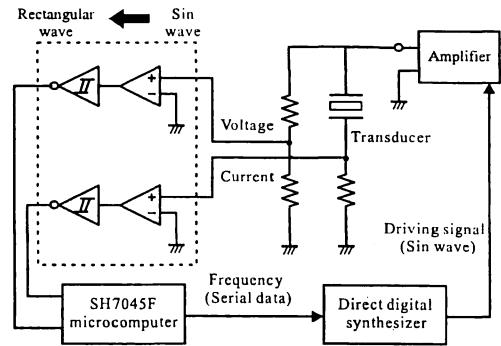 Rectangular
wave
Sin
wave
Amplifier
Voltage
Transducer
Current
Driving signal
(Sin wave)
Frequency
(Serial data)
SH7045F
microcomputer
Direct digital
synthesizer
+
−
+
−